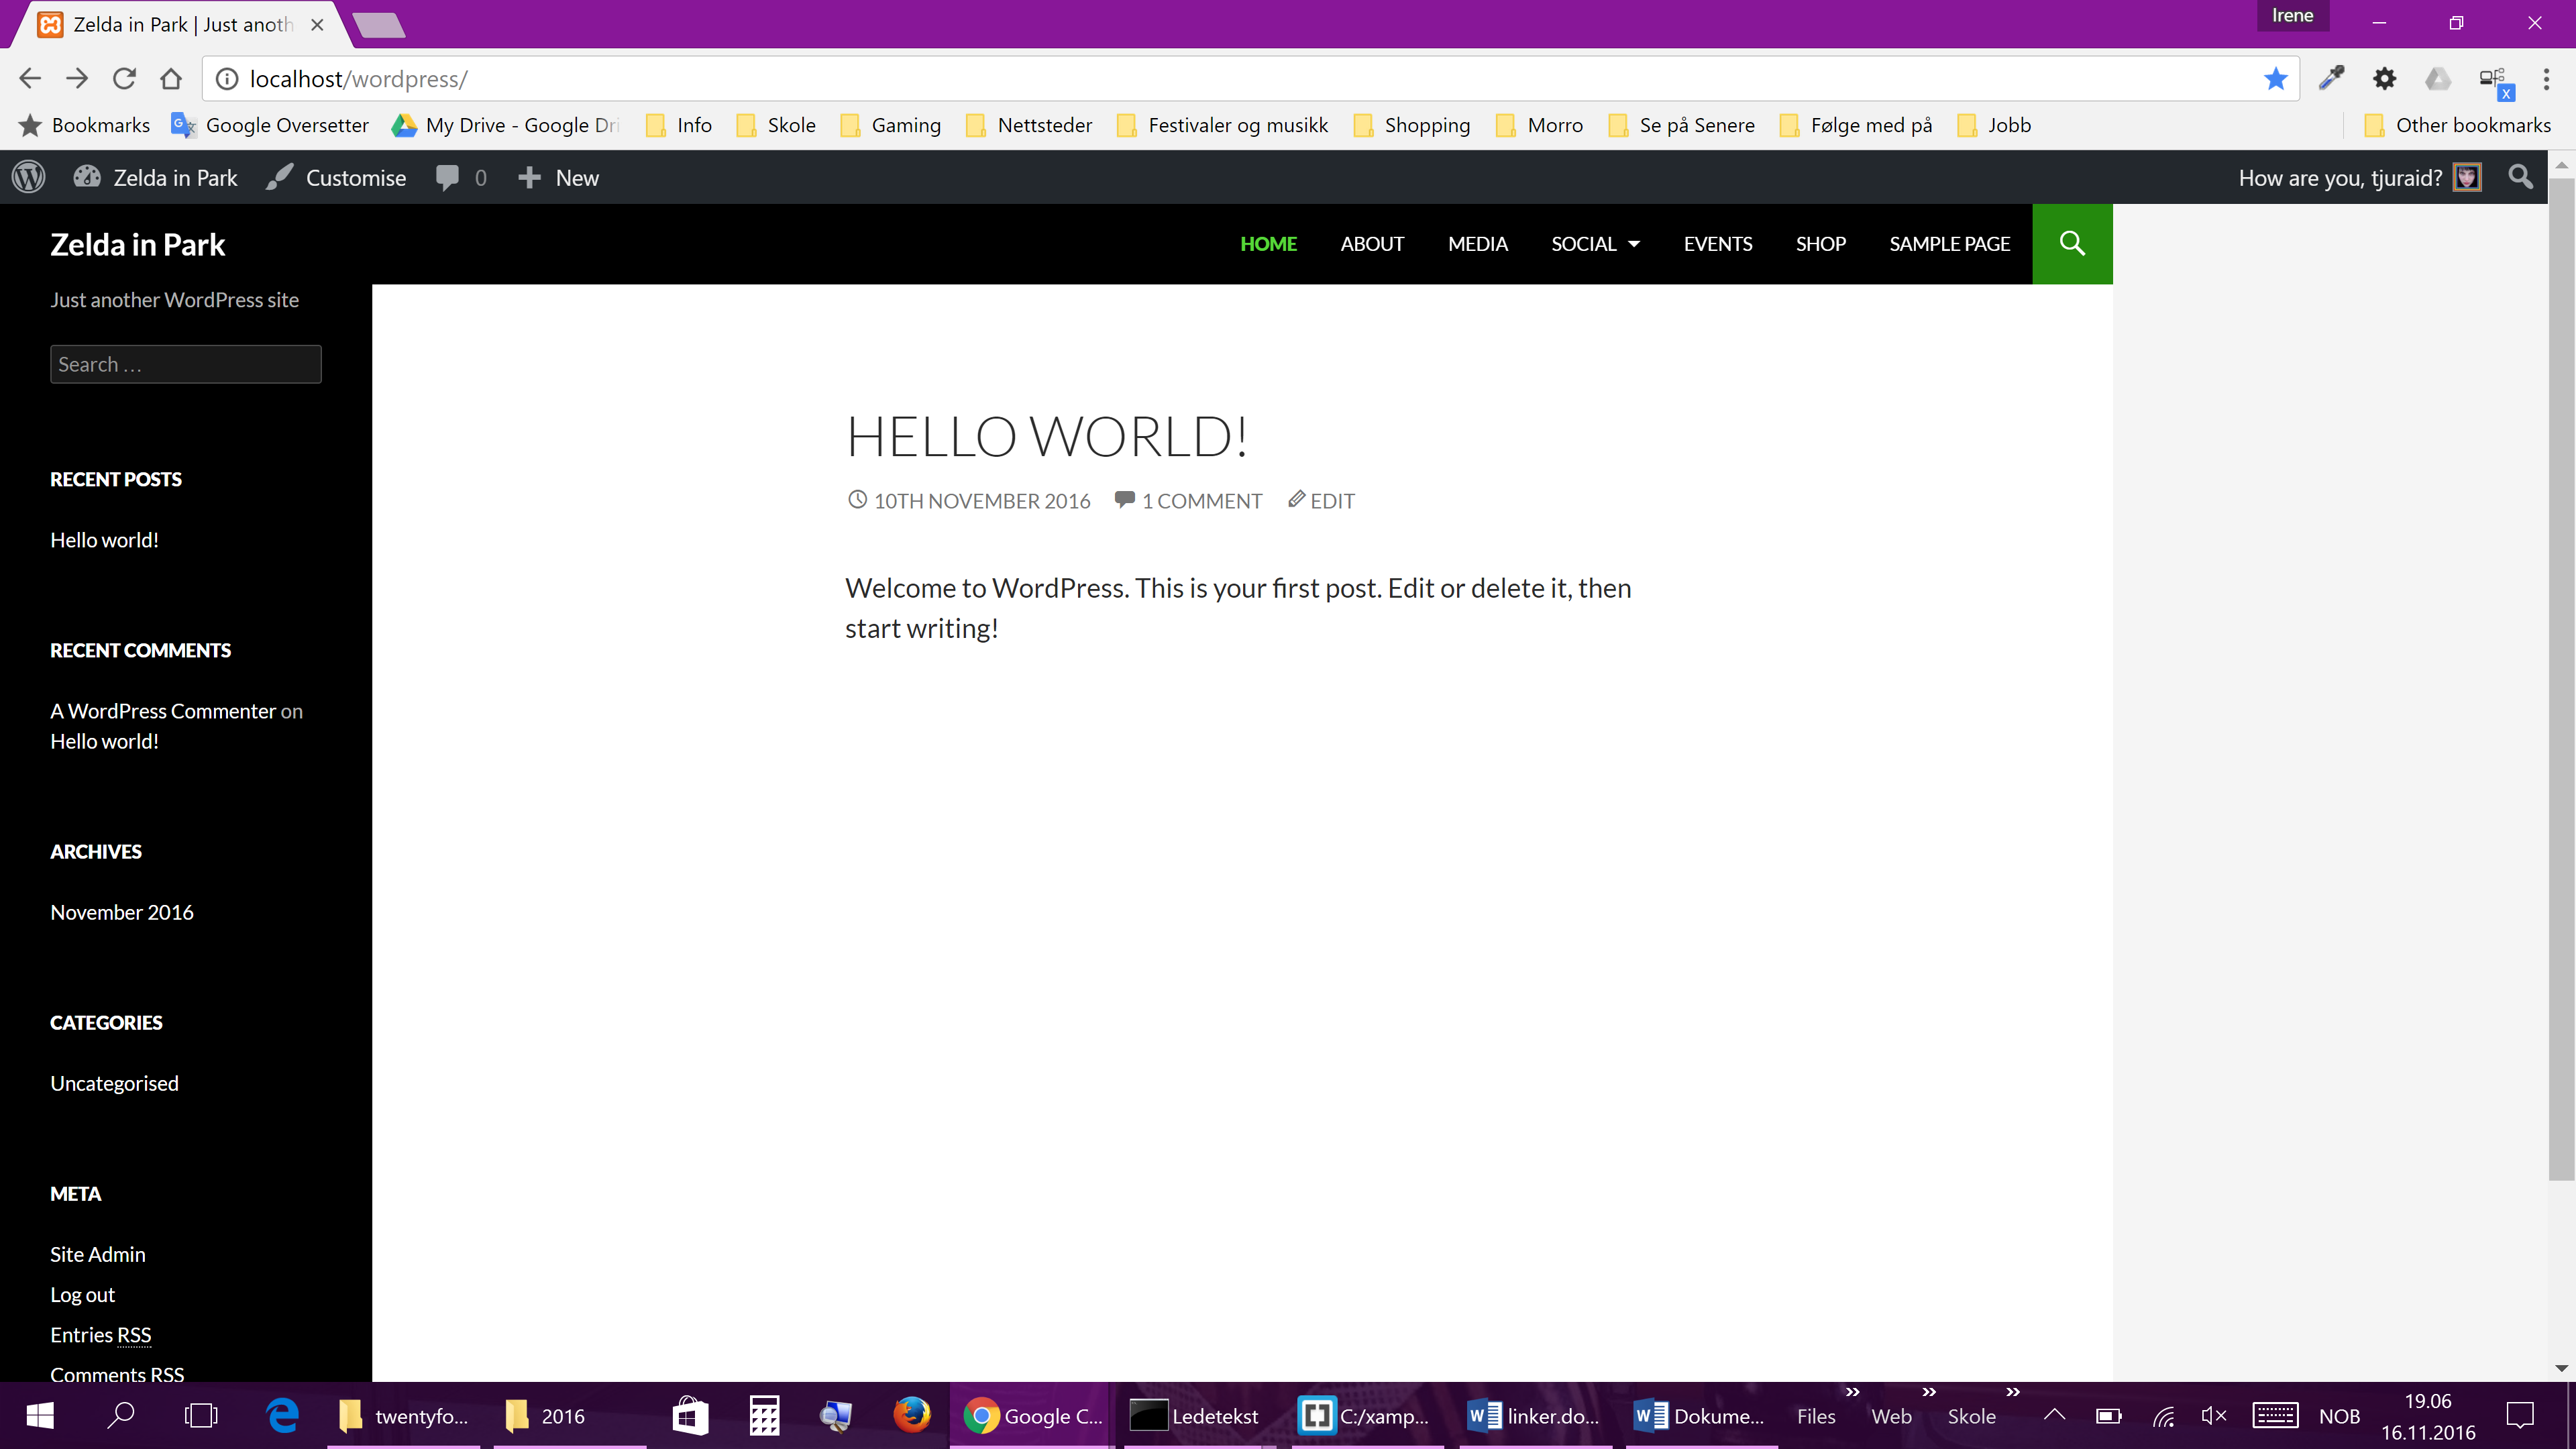 Zelda in Park | Just anoth
Irene
localhost/wordpress/
Bookmarks Google Oversetter My Drive - Google Dri Info Skole Gaming Nettsteder Festivaler og musikk Shopping Morro Se på Senere Følge med på Jobb Other bookmarks
Zelda in Park Customise 0 New How are you, tjuraid?
Zelda in Park HOME ABOUT MEDIA SOCIAL EVENTS SHOP SAMPLE PAGE
Just another WordPress site
Search …
RECENT POSTS
Hello world!
RECENT COMMENTS
A WordPress Commenter on
Hello world!
ARCHIVES
November 2016
CATEGORIES
Uncategorised
META
Site Admin
Log out
Entries RSS
Comments RSS
HELLO WORLD!
10TH NOVEMBER 2016 1 COMMENT EDIT
Welcome to WordPress. This is your first post. Edit or delete it, then
start writing!
twentyfo... 2016 Google C... Ledetekst C:/xamp... linker.do... Dokume... Files Web Skole NOB
19.06
16.11.2016